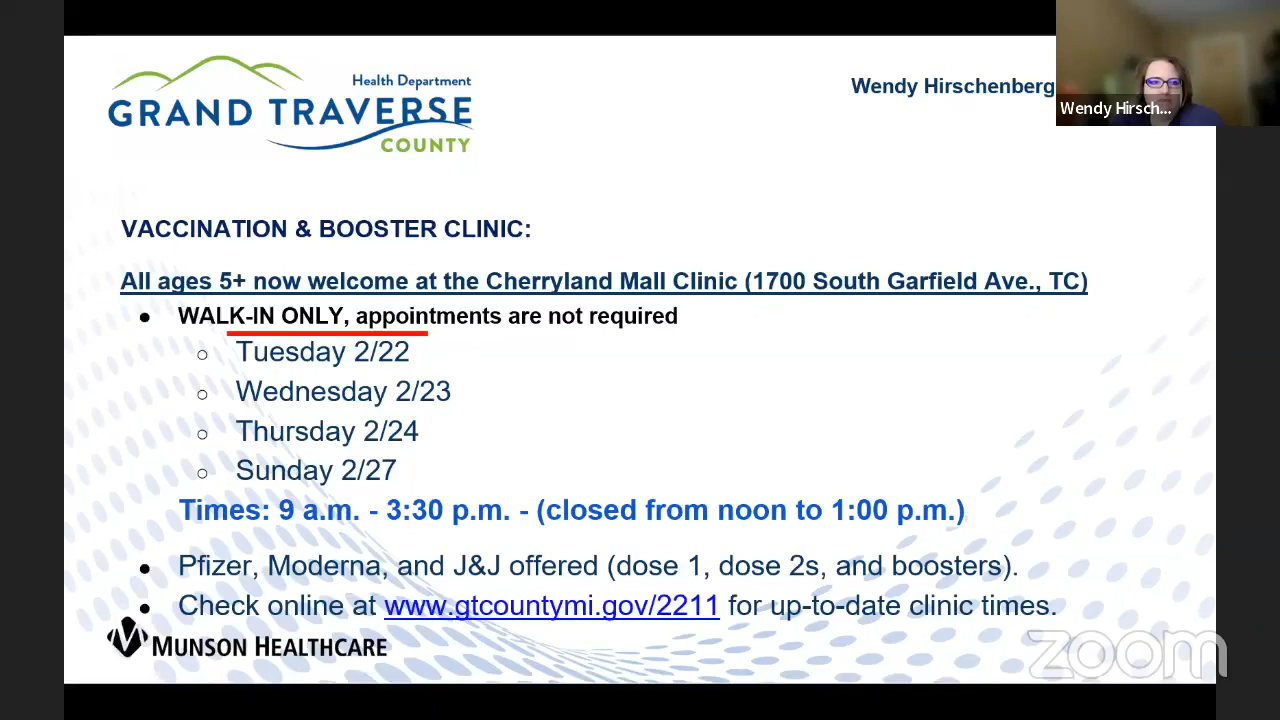 Health Department
GRAND TRAVERSE
COUNTY
Wendy Hirschenberg
Wendy Hirsch...
VACCINATION & BOOSTER CLINIC:
All ages 5+ now welcome at the Cherryland Mall Clinic (1700 South Garfield Ave., TC)
● WALK-IN ONLY, appointments are not required
○ Tuesday 2/22
○ Wednesday 2/23
○ Thursday 2/24
○ Sunday 2/27
Times: 9 a.m. - 3:30 p.m. - (closed from noon to 1:00 p.m.)
● Pfizer, Moderna, and J&J offered (dose 1, dose 2s, and boosters).
● Check online at www.gtcountymi.gov/2211 for up-to-date clinic times.
MUNSON HEALTHCARE
zoom